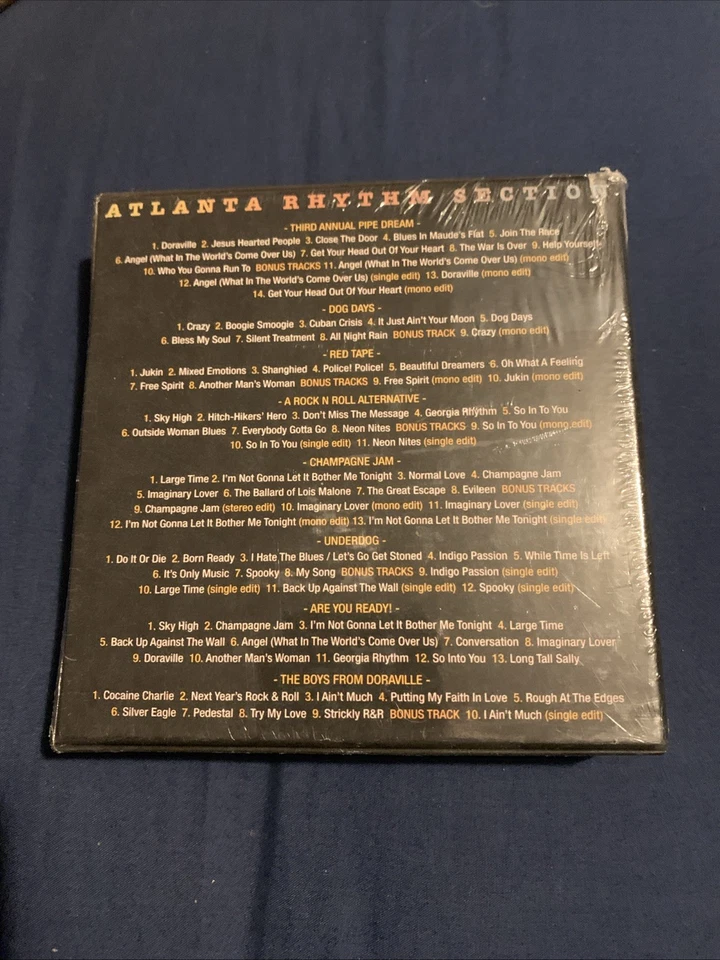 ATLANTA RHYTHM SECTION
- THIRD ANNUAL PIPE DREAM -
1. Doraville 2. Jesus Hearted People 3. Close The Door 4. Blues In Maude's Flat 5. Join The Race
6. Angel (What In The World's Come Over Us) 7. Get Your Head Out Of Your Heart 8. The War Is Over 9. Help Yourself
10. Who You Gonna Run To BONUS TRACKS 11. Angel (What In The World's Come Over Us) (mono edit)
12. Angel (What In The World's Come Over Us) (single edit) 13. Doraville (mono edit)
14. Get Your Head Out Of Your Heart (mono edit)
- DOG DAYS -
1. Crazy 2. Boogie Smoogie 3. Cuban Crisis 4. It Just Ain't Your Moon 5. Dog Days
6. Bless My Soul 7. Silent Treatment 8. All Night Rain BONUS TRACK 9. Crazy (mono edit)
- RED TAPE -
1. Jukin 2. Mixed Emotions 3. Shanghied 4. Police! Police! 5. Beautiful Dreamers 6. Oh What A Feeling
7. Free Spirit 8. Another Man's Woman BONUS TRACKS 9. Free Spirit (mono edit) 10. Jukin (mono edit)
- A ROCK N ROLL ALTERNATIVE -
1. Sky High 2. Hitch-Hikers' Hero 3. Don't Miss The Message 4. Georgia Rhythm 5. So In To You
6. Outside Woman Blues 7. Everybody Gotta Go 8. Neon Nites BONUS TRACKS 9. So In To You (mono edit)
10. So In To You (single edit) 11. Neon Nites (single edit)
- CHAMPAGNE JAM -
1. Large Time 2. I'm Not Gonna Let It Bother Me Tonight 3. Normal Love 4. Champagne Jam
5. Imaginary Lover 6. The Ballard of Lois Malone 7. The Great Escape 8. Evileen BONUS TRACKS
9. Champagne Jam (stereo edit) 10. Imaginary Lover (mono edit) 11. Imaginary Lover (single edit)
12. I'm Not Gonna Let It Bother Me Tonight (mono edit) 13. I'm Not Gonna Let It Bother Me Tonight (single edit)
- UNDERDOG -
1. Do It Or Die 2. Born Ready 3. I Hate The Blues / Let's Go Get Stoned 4. Indigo Passion 5. While Time Is Left
6. It's Only Music 7. Spooky 8. My Song BONUS TRACKS 9. Indigo Passion (single edit)
10. Large Time (single edit) 11. Back Up Against The Wall (single edit) 12. Spooky (single edit)
- ARE YOU READY! -
1. Sky High 2. Champagne Jam 3. I'm Not Gonna Let It Bother Me Tonight 4. Large Time
5. Back Up Against The Wall 6. Angel (What In The World's Come Over Us) 7. Conversation 8. Imaginary Lover
9. Doraville 10. Another Man's Woman 11. Georgia Rhythm 12. So Into You 13. Long Tall Sally
- THE BOYS FROM DORAVILLE -
1. Cocaine Charlie 2. Next Year's Rock & Roll 3. I Ain't Much 4. Putting My Faith In Love 5. Rough At The Edges
6. Silver Eagle 7. Pedestal 8. Try My Love 9. Strickly R&R BONUS TRACK 10. I Ain't Much (single edit)